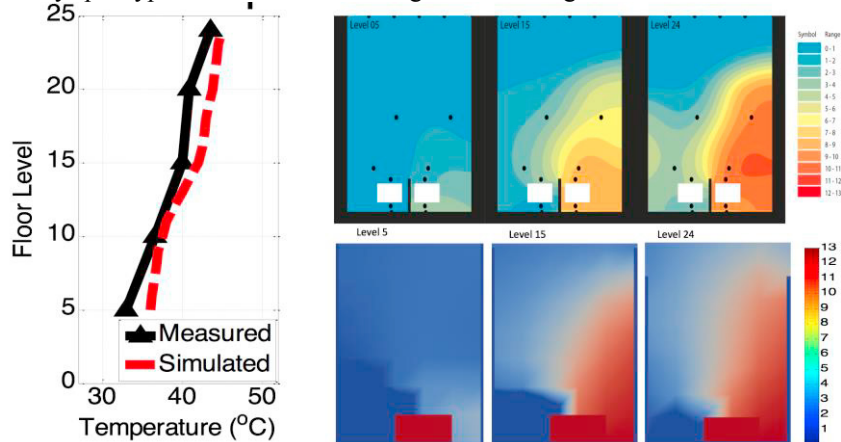 25
20
15
10
5
0
Floor Level
Measured
Simulated
30 40 50
Temperature (°C)
Level 05
Level 15
Level 24
Symbol Range
0 - 1
1 - 2
2 - 3
3 - 4
4 - 5
5 - 6
6 - 7
7 - 8
8 - 9
9 - 10
10 - 11
11 - 12
12 - 13
Level 5
Level 15
Level 24
13
12
11
10
9
8
7
6
5
4
3
2
1